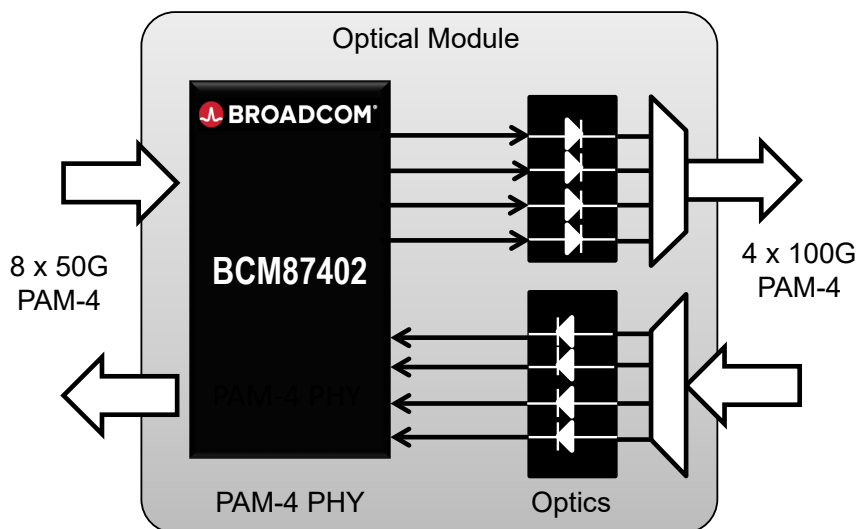 Optical Module
BROADCOM®
8 x 50G
PAM-4
BCM87402
4 x 100G
PAM-4
PAM-4 PHY
PAM-4 PHY
Optics